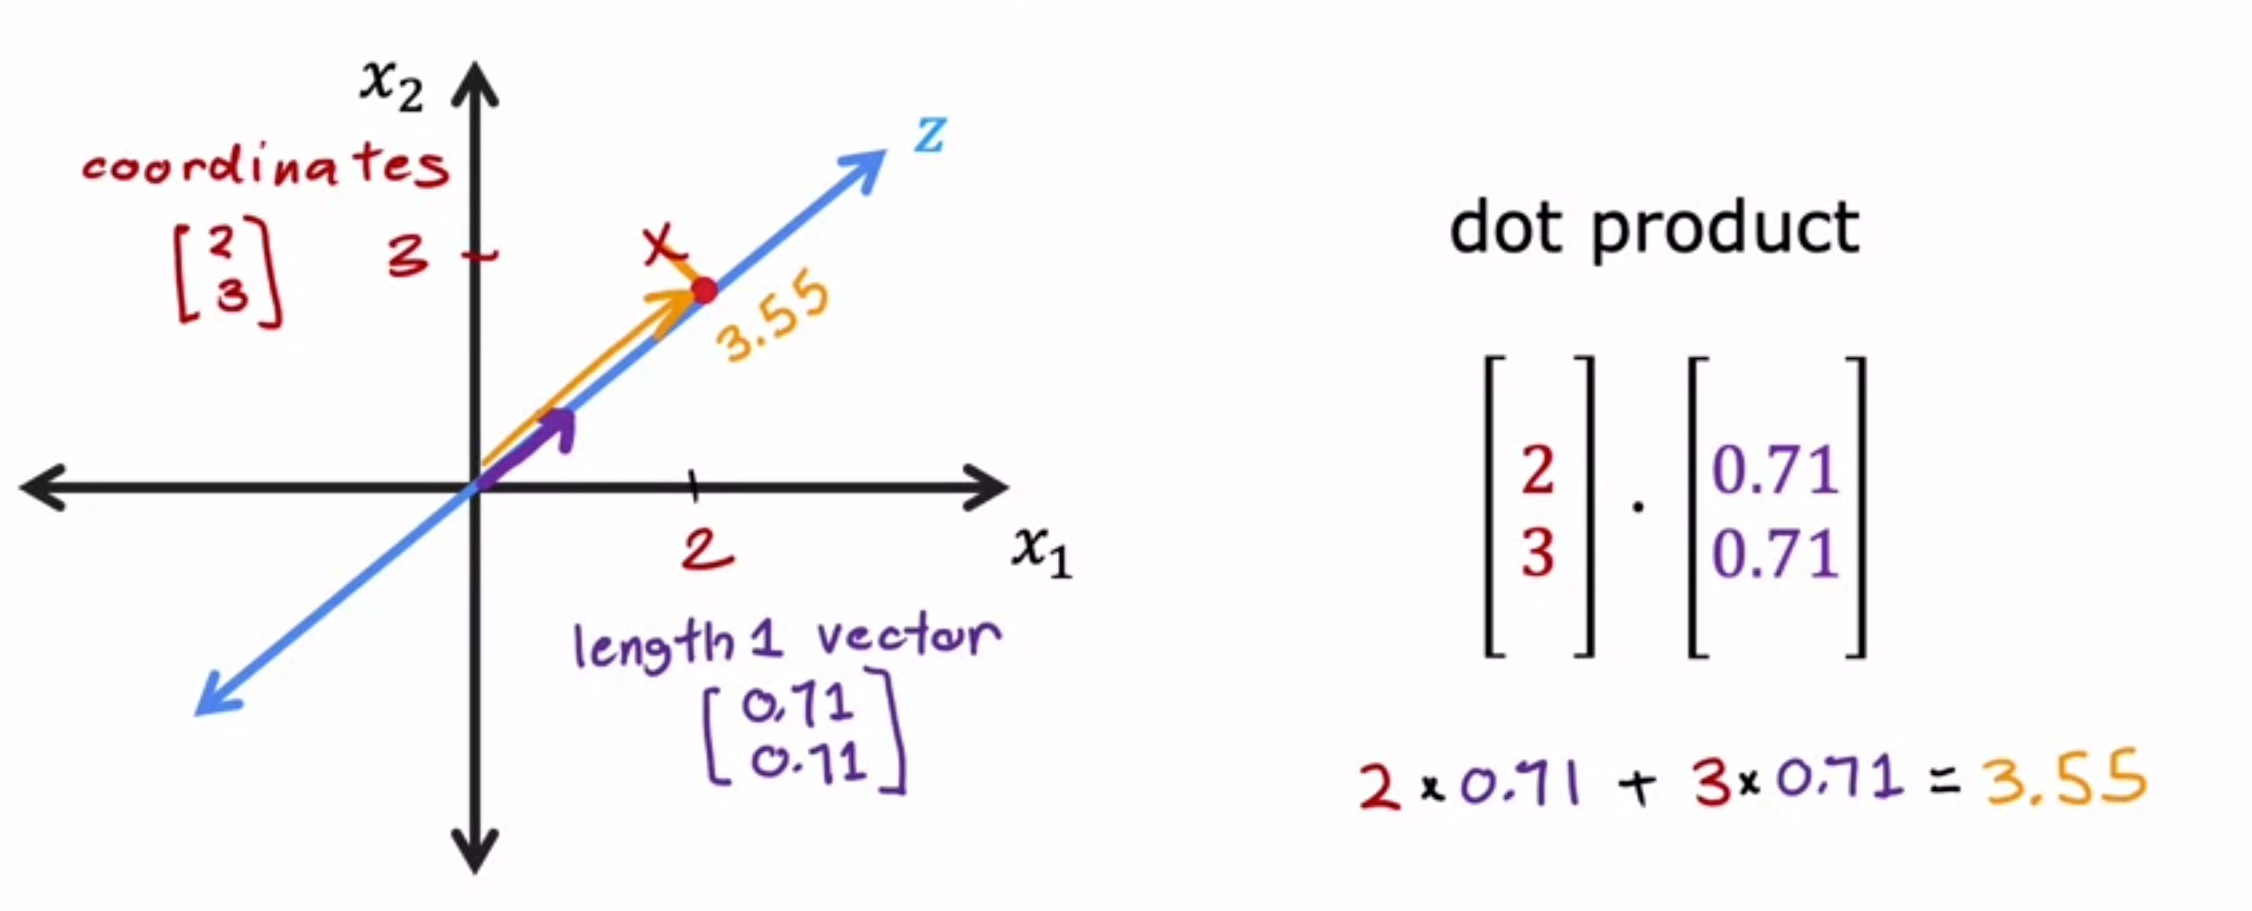 x₂
z
coordinates
[2
3]
3
X
3.55
2
x₁
length 1 vector
[0.71
0.71]
dot product
[2
3] · [0.71
0.71]
2 × 0.71 + 3 × 0.71 = 3.55